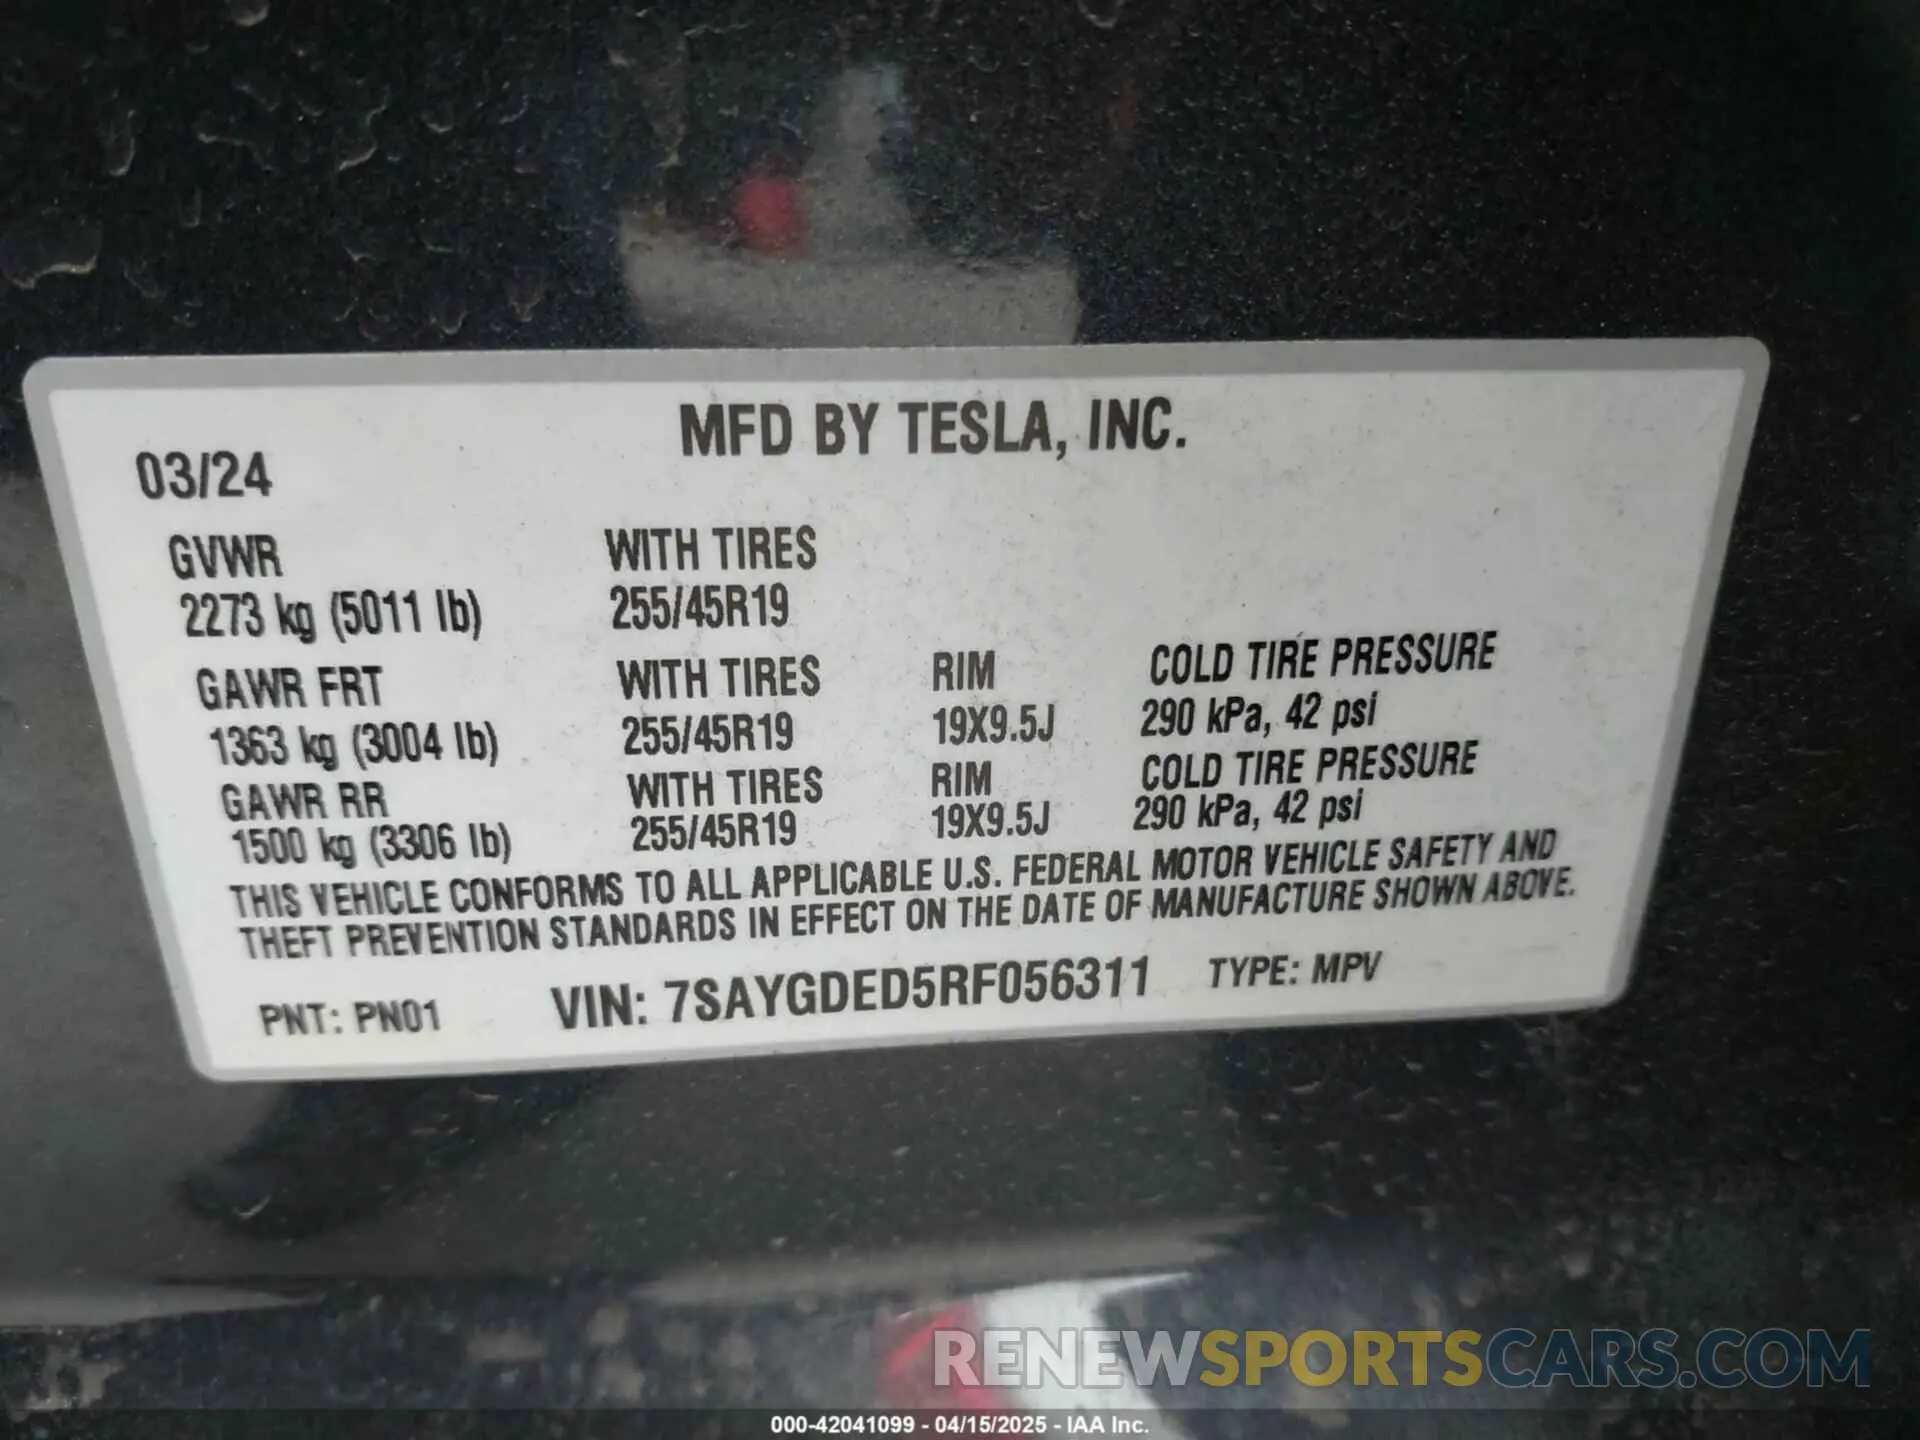 MFD BY TESLA, INC.
03/24
GVWR WITH TIRES
2273 kg (5011 lb) 255/45R19
GAWR FRT WITH TIRES RIM COLD TIRE PRESSURE
1363 kg (3004 lb) 255/45R19 19X9.5J 290 kPa, 42 psi
GAWR RR WITH TIRES RIM COLD TIRE PRESSURE
1500 kg (3306 lb) 255/45R19 19X9.5J 290 kPa, 42 psi
THIS VEHICLE CONFORMS TO ALL APPLICABLE U.S. FEDERAL MOTOR VEHICLE SAFETY AND
THEFT PREVENTION STANDARDS IN EFFECT ON THE DATE OF MANUFACTURE SHOWN ABOVE.
PNT: PN01 VIN: 7SAYGDED5RF056311 TYPE: MPV
RENEWSPORTSCARS.COM
000-42041099 - 04/15/2025 - IAA Inc.